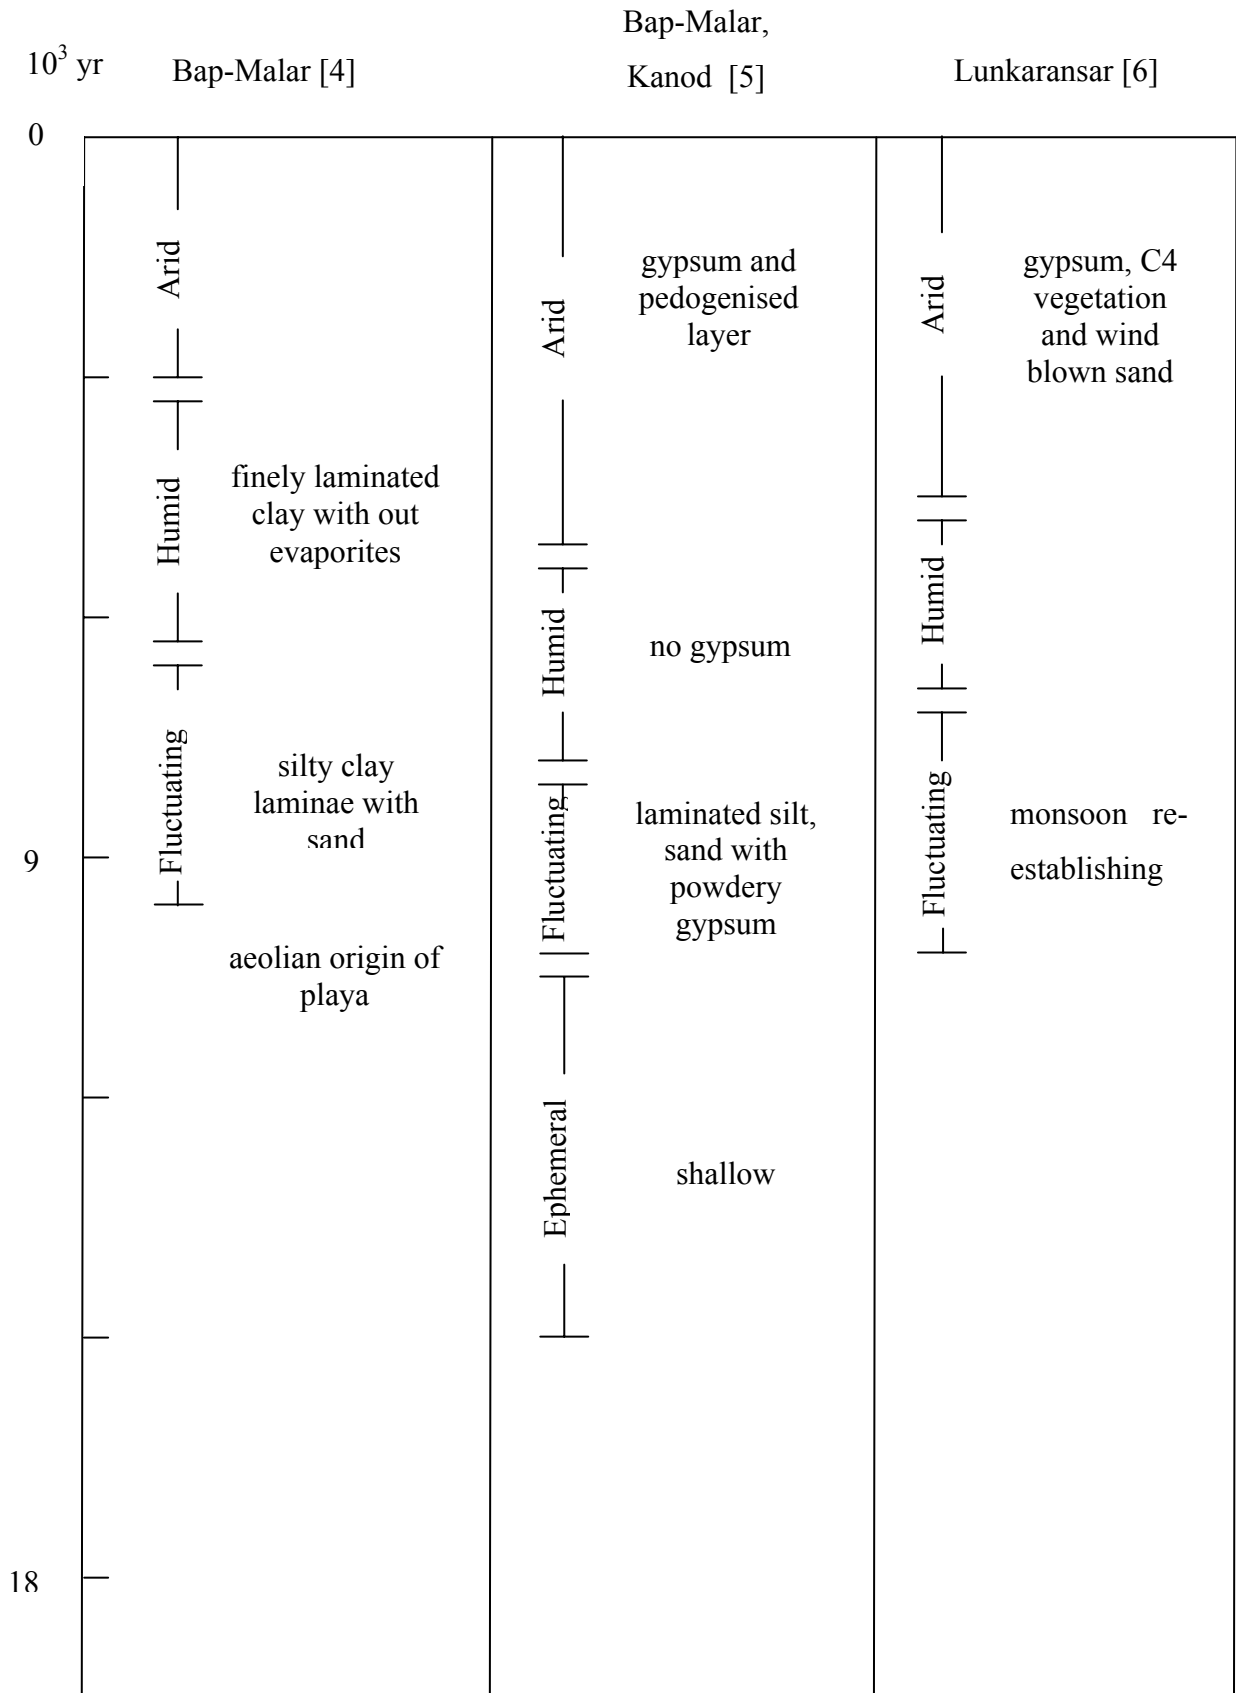 10³ yr
Bap-Malar [4]
Bap-Malar,
Kanod [5]
Lunkaransar [6]
0
9
18
Arid
Humid
finely laminated
clay with out
evaporites
Fluctuating
silty clay
laminae with
sand
aeolian origin of
playa
Arid
gypsum and
pedogenised
layer
Humid
no gypsum
Fluctuating
laminated silt,
sand with
powdery
gypsum
Ephemeral
shallow
Arid
gypsum, C4
vegetation
and wind
blown sand
Humid
Fluctuating
monsoon re-
establishing